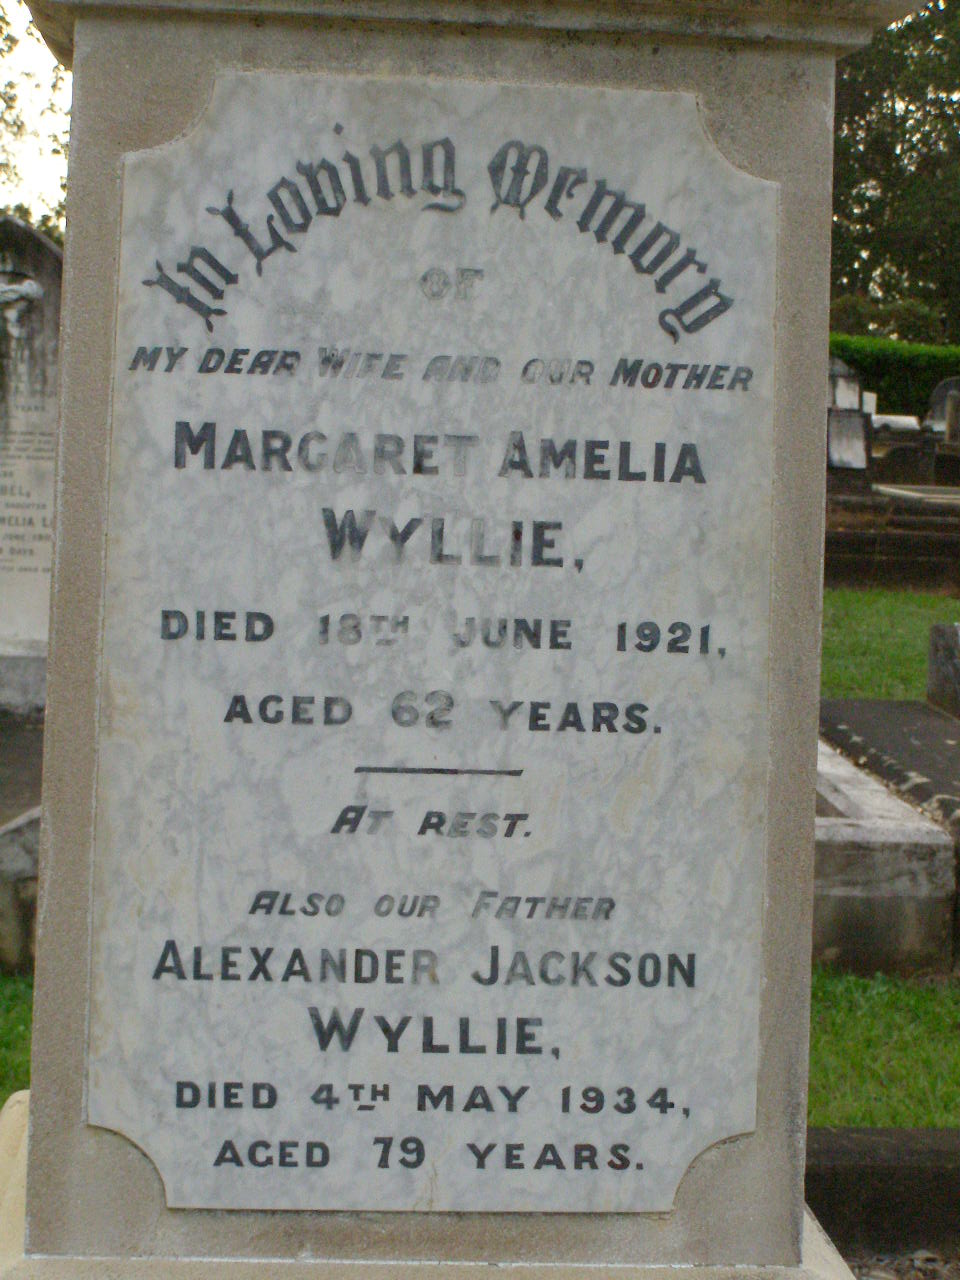 In Loving Memory
OF
MY DEAR WIFE AND OUR MOTHER
MARGARET AMELIA
WYLLIE,
DIED 18TH JUNE 1921,
AGED 62 YEARS.
AT REST.
ALSO OUR FATHER
ALEXANDER JACKSON
WYLLIE,
DIED 4TH MAY 1934,
AGED 79 YEARS.